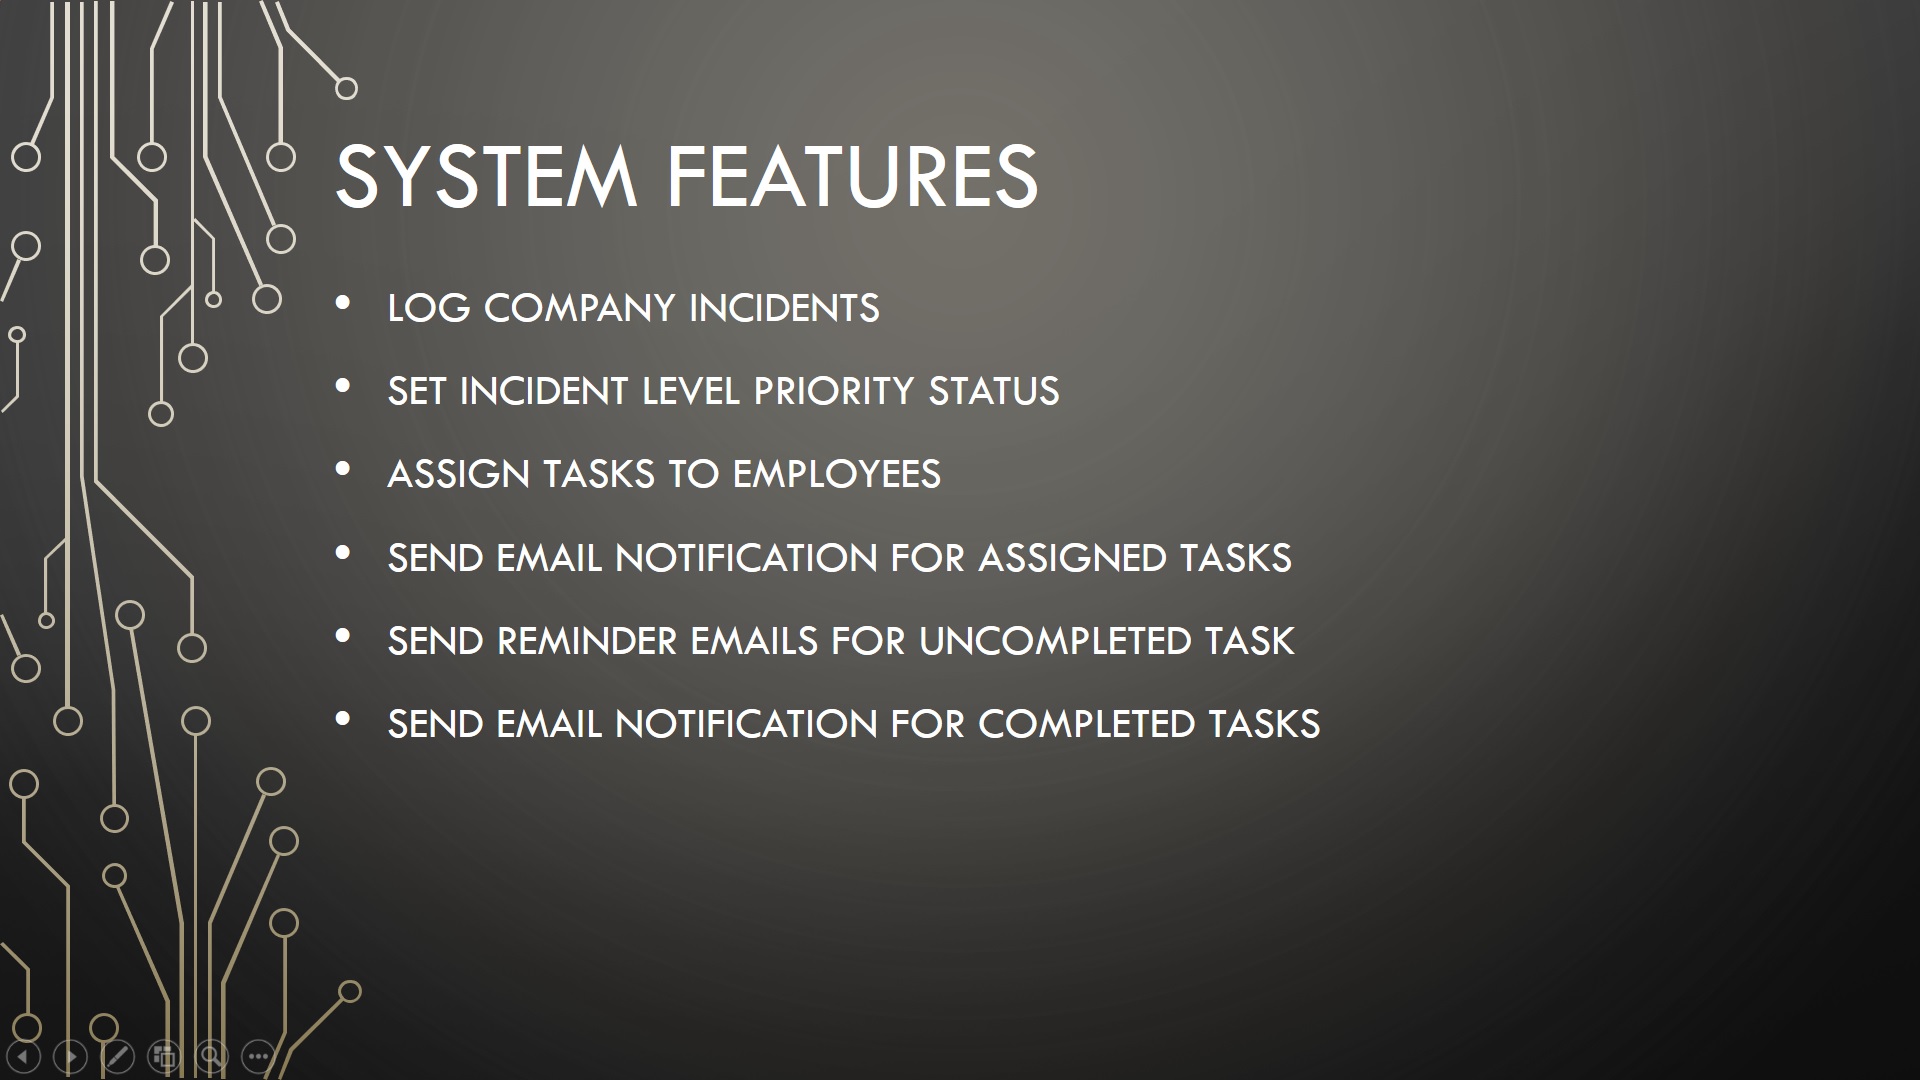 SYSTEM FEATURES
• LOG COMPANY INCIDENTS
• SET INCIDENT LEVEL PRIORITY STATUS
• ASSIGN TASKS TO EMPLOYEES
• SEND EMAIL NOTIFICATION FOR ASSIGNED TASKS
• SEND REMINDER EMAILS FOR UNCOMPLETED TASK
• SEND EMAIL NOTIFICATION FOR COMPLETED TASKS